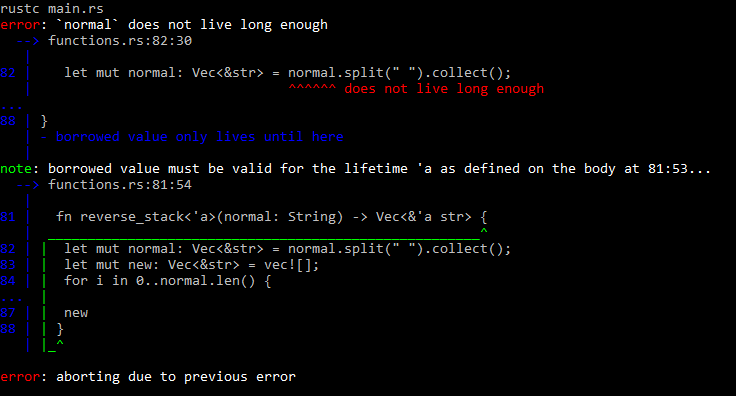 rustc main.rs
error: `normal` does not live long enough
--> functions.rs:82:30
|
82 | let mut normal: Vec<&str> = normal.split(" ").collect();
| ^^^^^^ does not live long enough
...
88 | }
| - borrowed value only lives until here
|
note: borrowed value must be valid for the lifetime 'a as defined on the body at 81:53...
--> functions.rs:81:54
|
81 | fn reverse_stack<'a>(normal: String) -> Vec<&'a str> {
| ______________________________________________________^
82 | | let mut normal: Vec<&str> = normal.split(" ").collect();
83 | | let mut new: Vec<&str> = vec![];
84 | | for i in 0..normal.len() {
... |
87 | | new
88 | | }
| |_^
error: aborting due to previous error